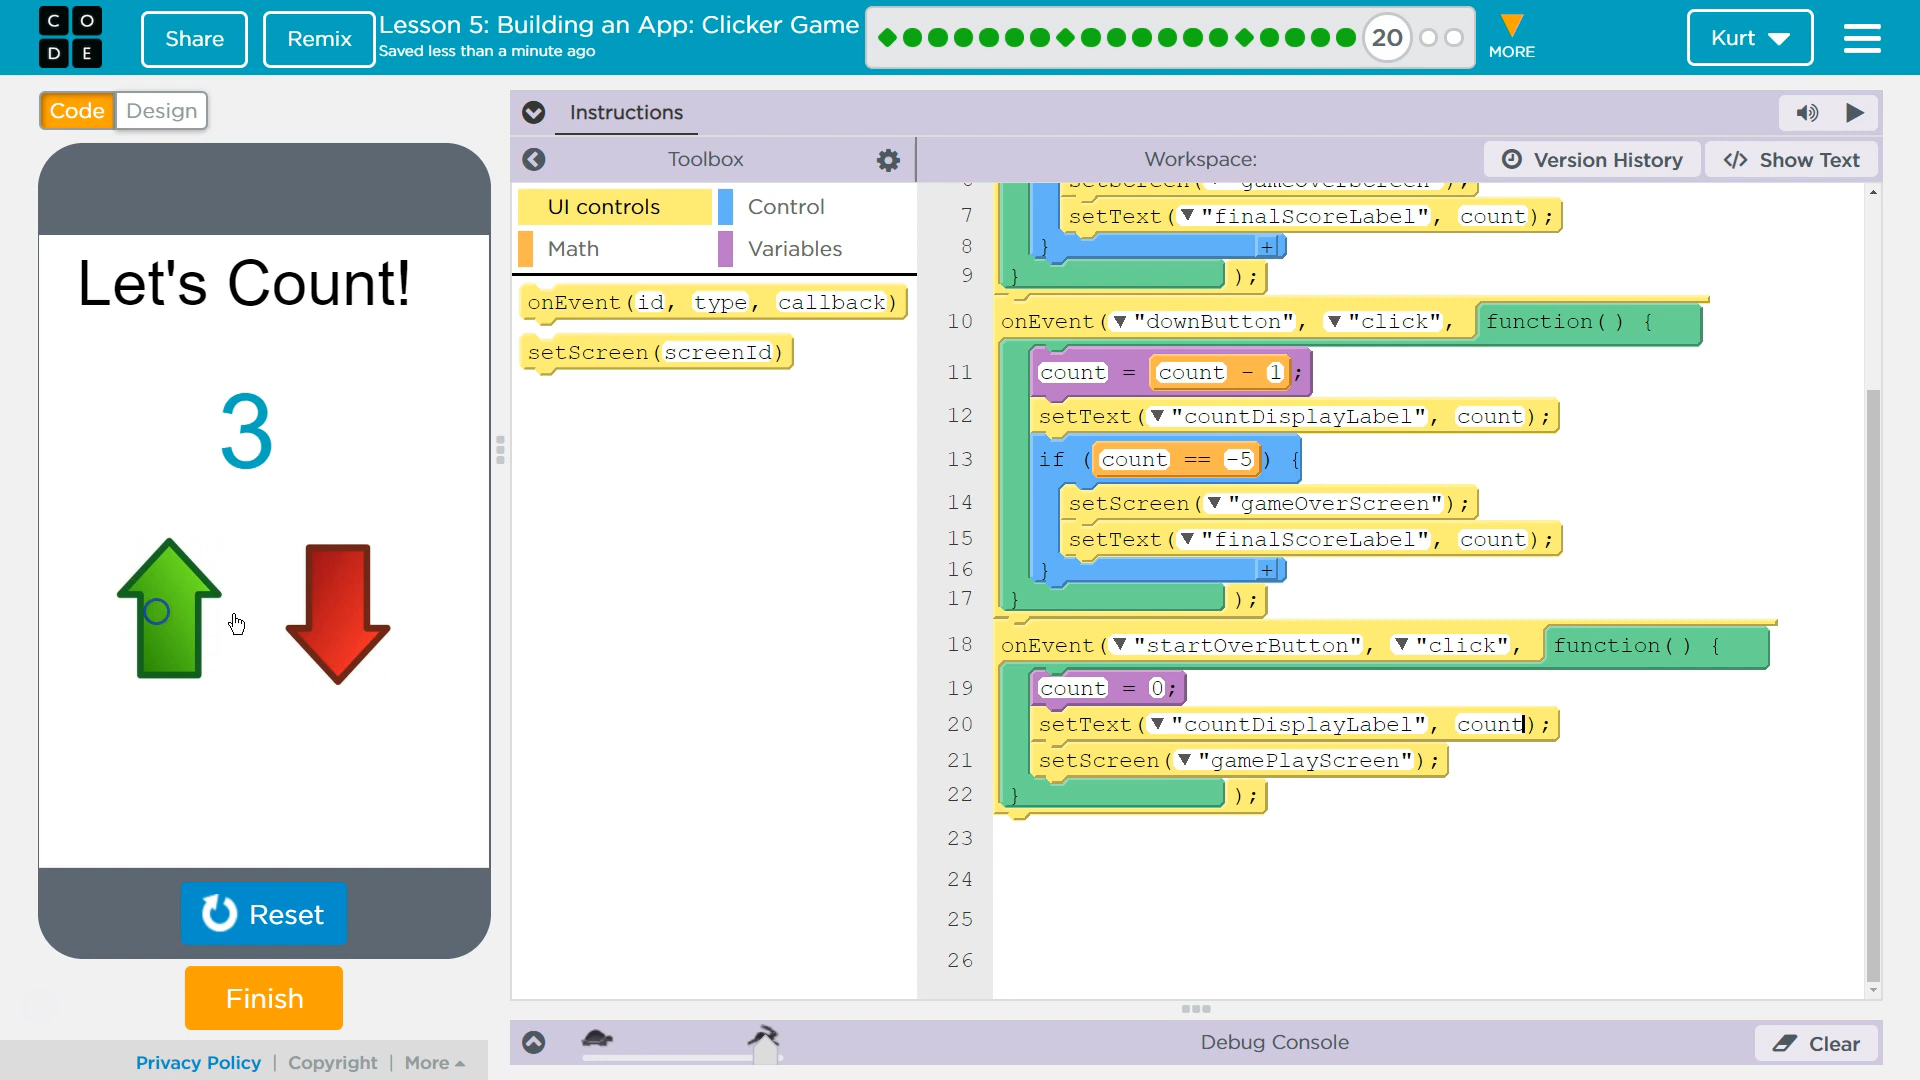 C O
D E
Share
Remix
Lesson 5: Building an App: Clicker Game
Saved less than a minute ago
20
MORE
Kurt
Code
Design
Instructions
Toolbox
Workspace:
Version History
</> Show Text
UI controls
Control
Math
Variables
onEvent(id, type, callback)
setScreen(screenId)
Let's Count!
3
Reset
Finish
Privacy Policy | Copyright | More
setScreen("gameOverScreen");
7 setText("finalScoreLabel", count);
8 } +
9 } );
10 onEvent("downButton", "click", function( ) {
11 count = count - 1;
12 setText("countDisplayLabel", count);
13 if (count == -5) {
14 setScreen("gameOverScreen");
15 setText("finalScoreLabel", count);
16 } +
17 } );
18 onEvent("startOverButton", "click", function( ) {
19 count = 0;
20 setText("countDisplayLabel", count);
21 setScreen("gamePlayScreen");
22 } );
23
24
25
26
Debug Console
Clear